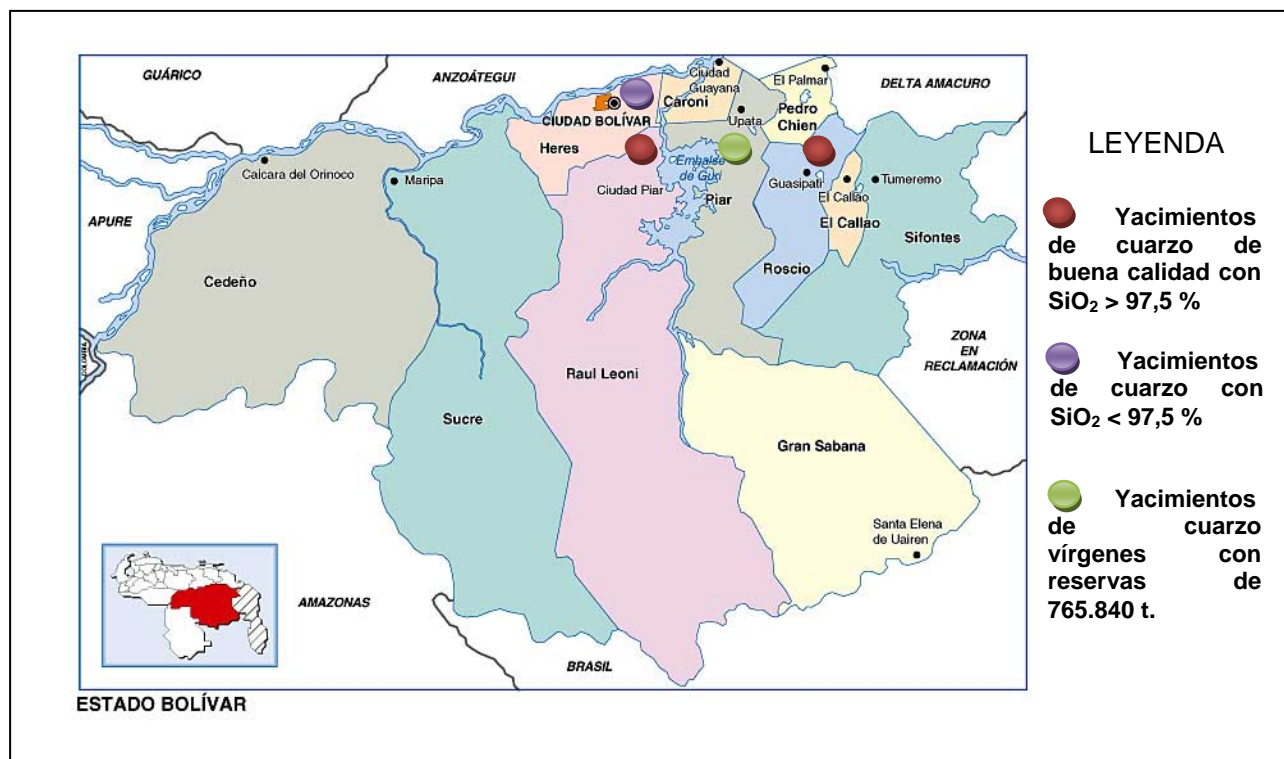 GUÁRICO
ANZOÁTEGUI
DELTA AMACURO
Ciudad
Guayana
El Palmar
Caroni
Pedro
Chien
Upata
CIUDAD BOLÍVAR
Heres
Calcara del Orinoco
Maripa
Ciudad Piar
Embalse
de Guri
Piar
Guasipati
El Callao
El Callao
Tumeremo
APURE
Cedeño
Sifontes
Roscio
ZONA
EN
RECLAMACIÓN
Raul Leoni
Sucre
Gran Sabana
Santa Elena
de Uairen
AMAZONAS
BRASIL
ESTADO BOLÍVAR
LEYENDA
Yacimientos
de cuarzo de
buena calidad con
SiO₂ > 97,5 %
Yacimientos
de cuarzo con
SiO₂ < 97,5 %
Yacimientos
de cuarzo
vírgenes con
reservas de
765.840 t.